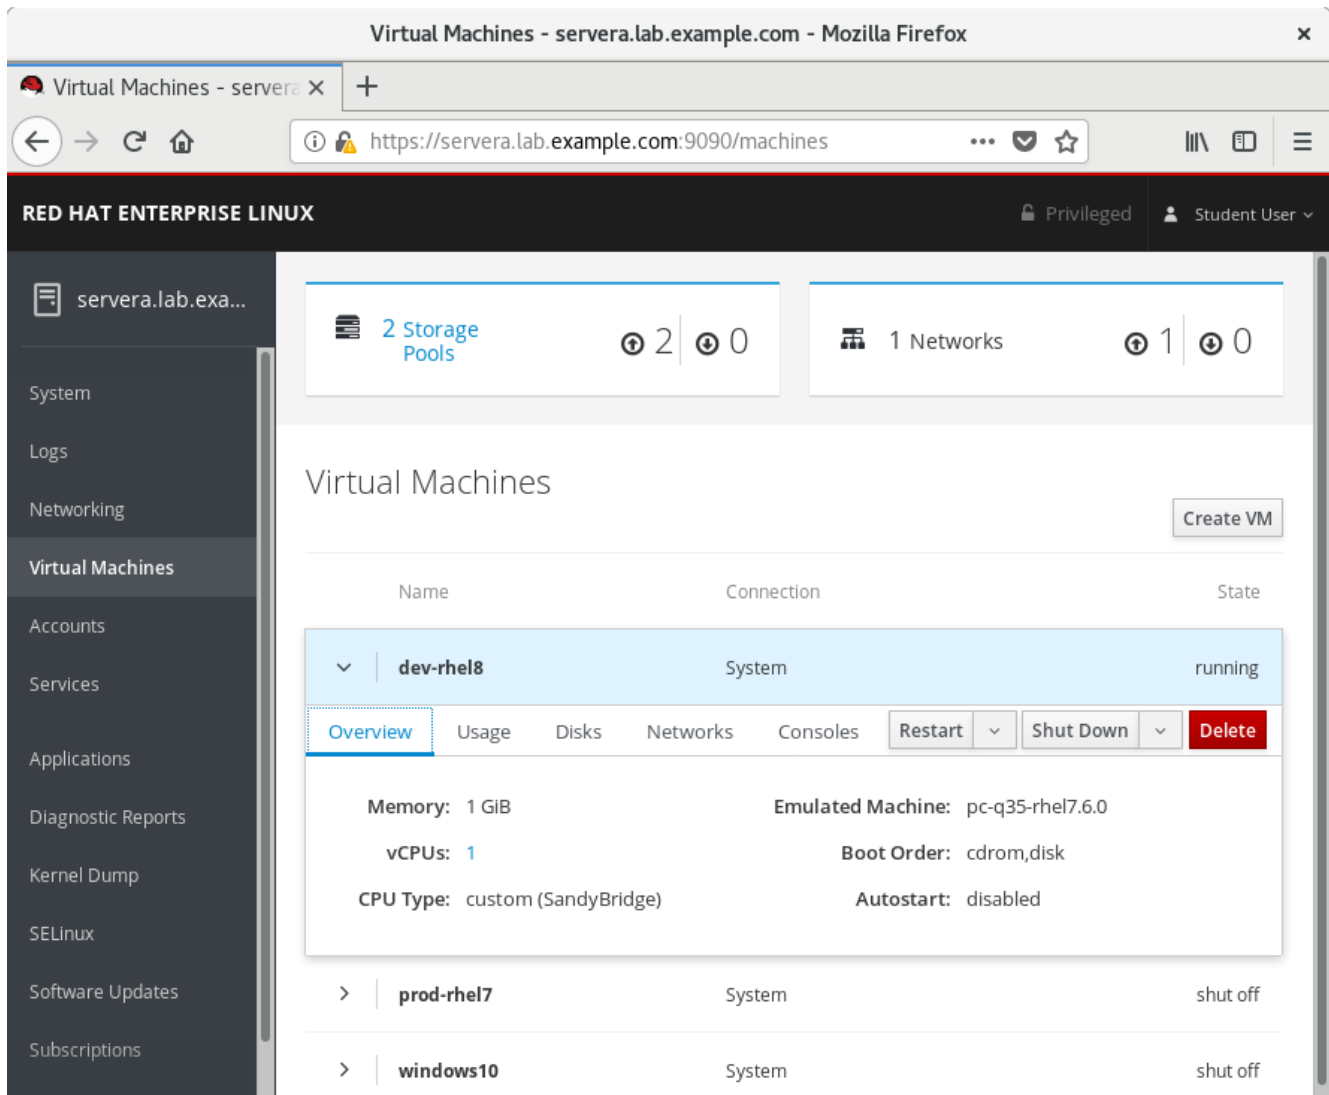 Virtual Machines - servera.lab.example.com - Mozilla Firefox
Virtual Machines - servera
https://servera.lab.example.com:9090/machines
RED HAT ENTERPRISE LINUX
Privileged
Student User
servera.lab.exa...
System
Logs
Networking
Virtual Machines
Accounts
Services
Applications
Diagnostic Reports
Kernel Dump
SELinux
Software Updates
Subscriptions
2 Storage
Pools
2 0
1 Networks
1 0
Virtual Machines
Create VM
Name Connection State
dev-rhel8 System running
Overview Usage Disks Networks Consoles Restart Shut Down Delete
Memory: 1 GiB Emulated Machine: pc-q35-rhel7.6.0
vCPUs: 1 Boot Order: cdrom,disk
CPU Type: custom (SandyBridge) Autostart: disabled
prod-rhel7 System shut off
windows10 System shut off